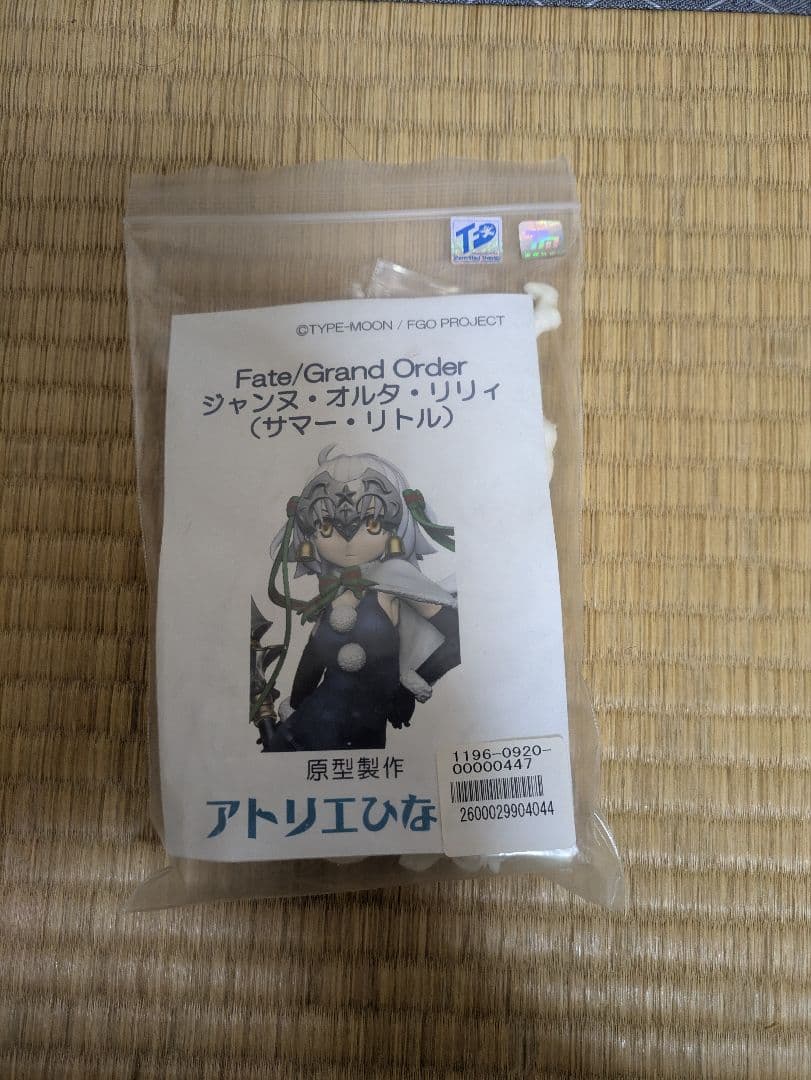 ©TYPE-MOON / FGO PROJECT
Fate/Grand Order
ジャンヌ・オルタ・リリィ
（サマー・リトル）
原型製作
アトリエひな
1196-0920-
00000447
2600029904044